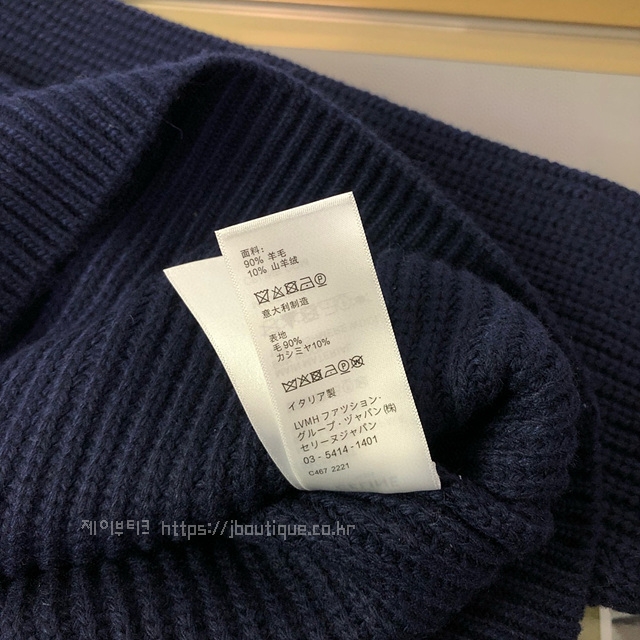 面料:
90% 羊毛
10% 山羊绒
意大利制造
表地
毛90%
カシミヤ10%
イタリア製
LVMH ファッション・
グループ・ジャパン(株)
セリーヌジャパン
03 - 5414 - 1401
C467 2221
제이브티크 https://jboutique.co.kr